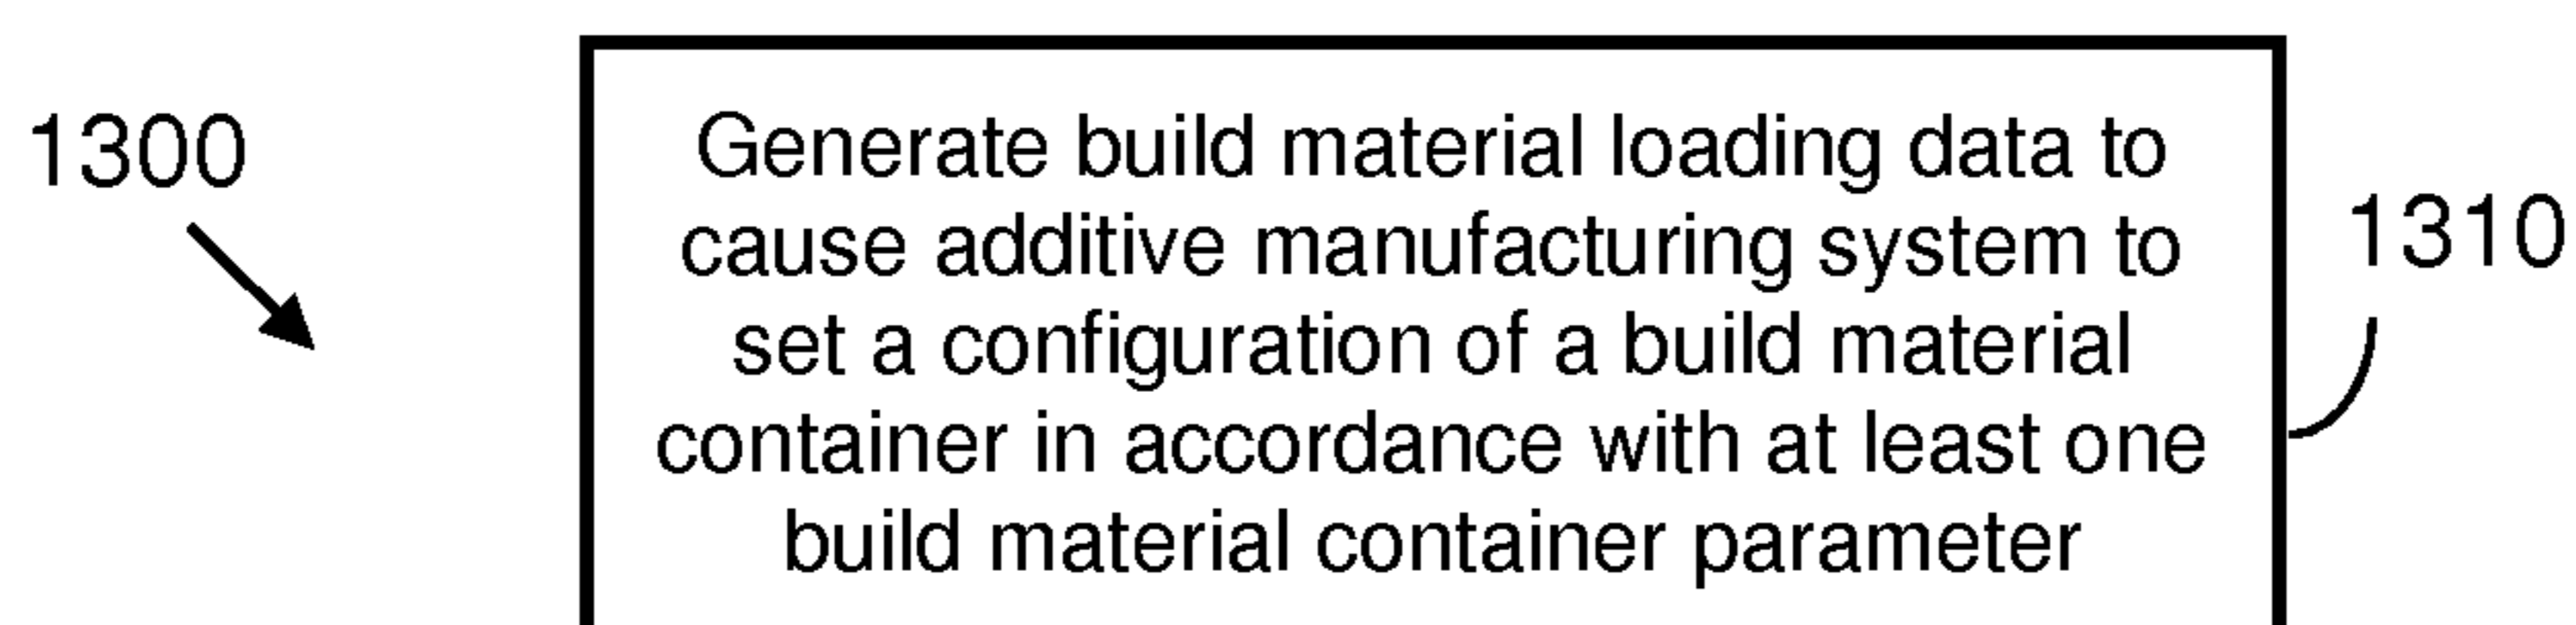 1300
Generate build material loading data to
cause additive manufacturing system to
set a configuration of a build material
container in accordance with at least one
build material container parameter
1310